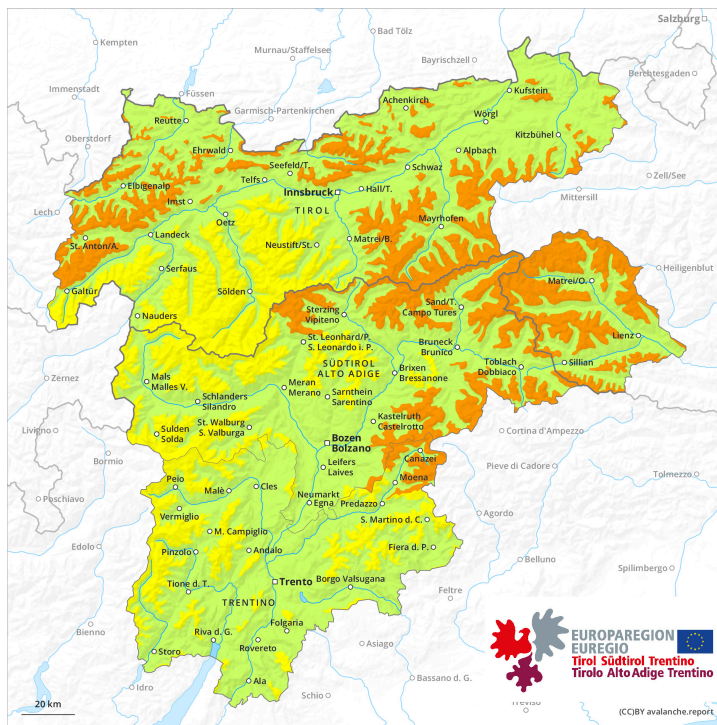 Salzburg
Bad Tölz
Kempten
Murnau/Staffelsee
Bayrischzell
Berchtesgaden
Immenstadt
Füssen
Garmisch-Partenkirchen
Achenkirch
Kufstein
Reutte
Wörgl
Oberstdorf
Ehrwald
Kitzbühel
Seefeld/T.
Alpbach
Telfs
Schwaz
Zell/See
Elbigenalp
Innsbruck
Hall/T.
Mittersill
Lech
Imst
TIROL
Oetz
Mayrhofen
St. Anton/A.
Landeck
Neustift/St.
Matrei/B.
Serfaus
Heiligenblut
Galtür
Sölden
Matrei/O.
Nauders
Sterzing
Vipiteno
Sand/T.
Campo Tures
Lienz
St. Leonhard/P.
S. Leonardo i. P.
Bruneck
Brunico
Toblach
Dobbiaco
Sillian
SÜDTIROL
ALTO ADIGE
Brixen
Bressanone
Zernez
Mals
Malles V.
Meran
Merano
Sarnthein
Sarentino
Schlanders
Silandro
Kastelruth
Castelrotto
Cortina d'Ampezzo
Livigno
St. Walburg
S. Valburga
Sulden
Solda
Bozen
Bolzano
Bormio
Canazei
Pieve di Cadore
Tolmezzo
Leifers
Laives
Poschiavo
Peio
Malè
Cles
Moena
Neumarkt
Egna
Predazzo
Agordo
Vermiglio
S. Martino d. C.
M. Campiglio
Edolo
Pinzolo
Andalo
Fiera d. P.
Belluno
Spilimbergo
Tione d. T.
Trento
Borgo Valsugana
Feltre
TRENTINO
Folgaria
Bienno
Riva d. G.
Rovereto
Storo
Asiago
Idro
Ala
Bassano d. G.
Schio
Treviso
EUROPAREGION
EUREGIO
Tirol Südtirol Trentino
Tirolo Alto Adige Trentino
20 km
(CC)BY avalanche.report